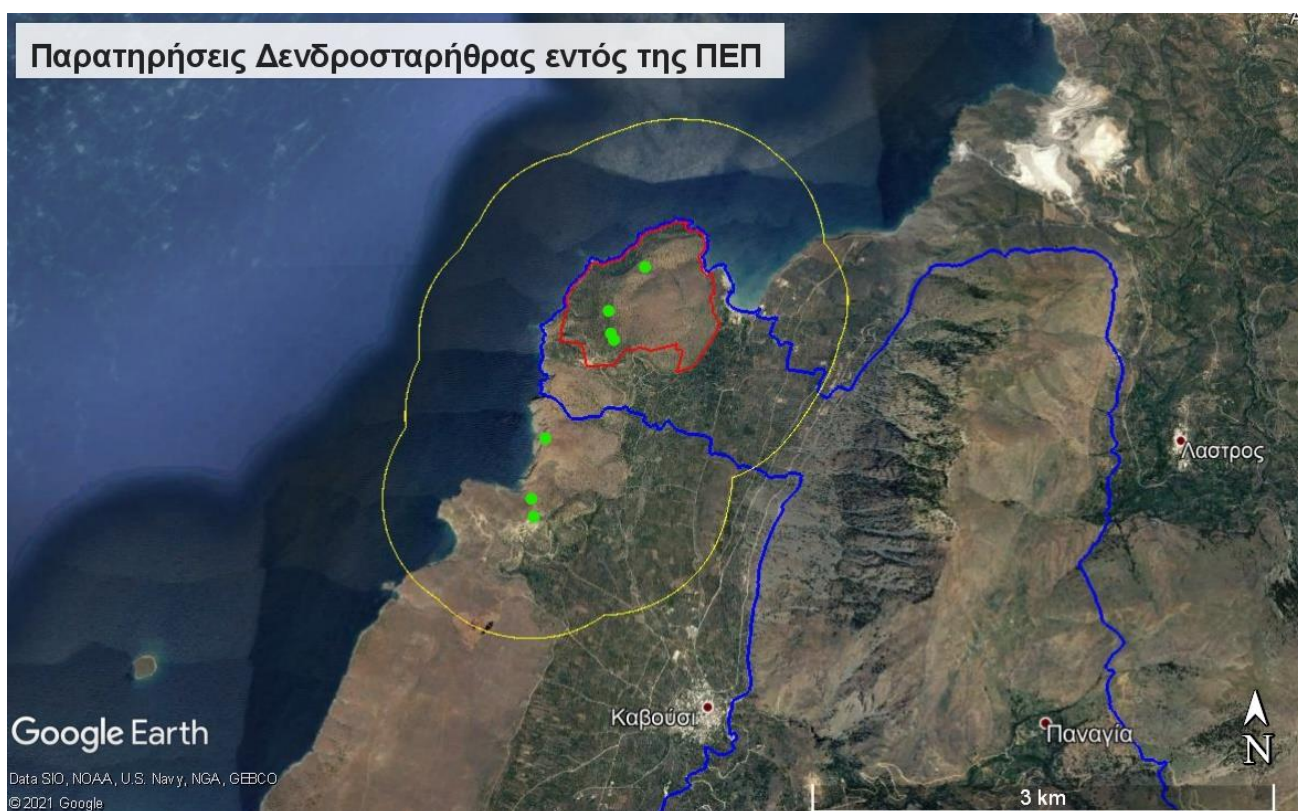 Παρατηρήσεις Δενδροσταρήθρας εντός της ΠΕΠ
Λαστρος
Καβούσι
Παναγία
Google Earth
N
Data SIO, NOAA, U.S. Navy, NGA, GEBCO
© 2021 Google
3 km